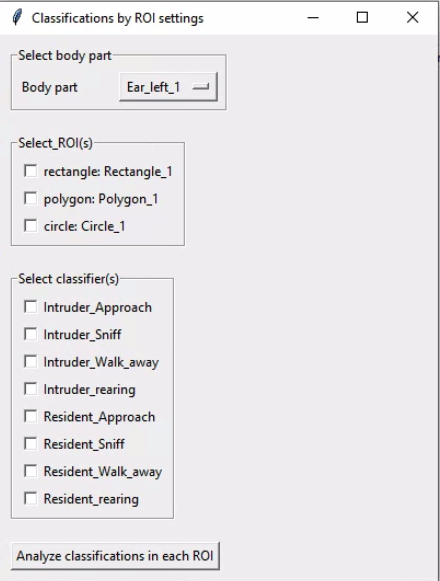 Classifications by ROI settings
Select body part
Body part Ear_left_1
Select_ROI(s)
rectangle: Rectangle_1
polygon: Polygon_1
circle: Circle_1
Select classifier(s)
Intruder_Approach
Intruder_Sniff
Intruder_Walk_away
Intruder_rearing
Resident_Approach
Resident_Sniff
Resident_Walk_away
Resident_rearing
Analyze classifications in each ROI